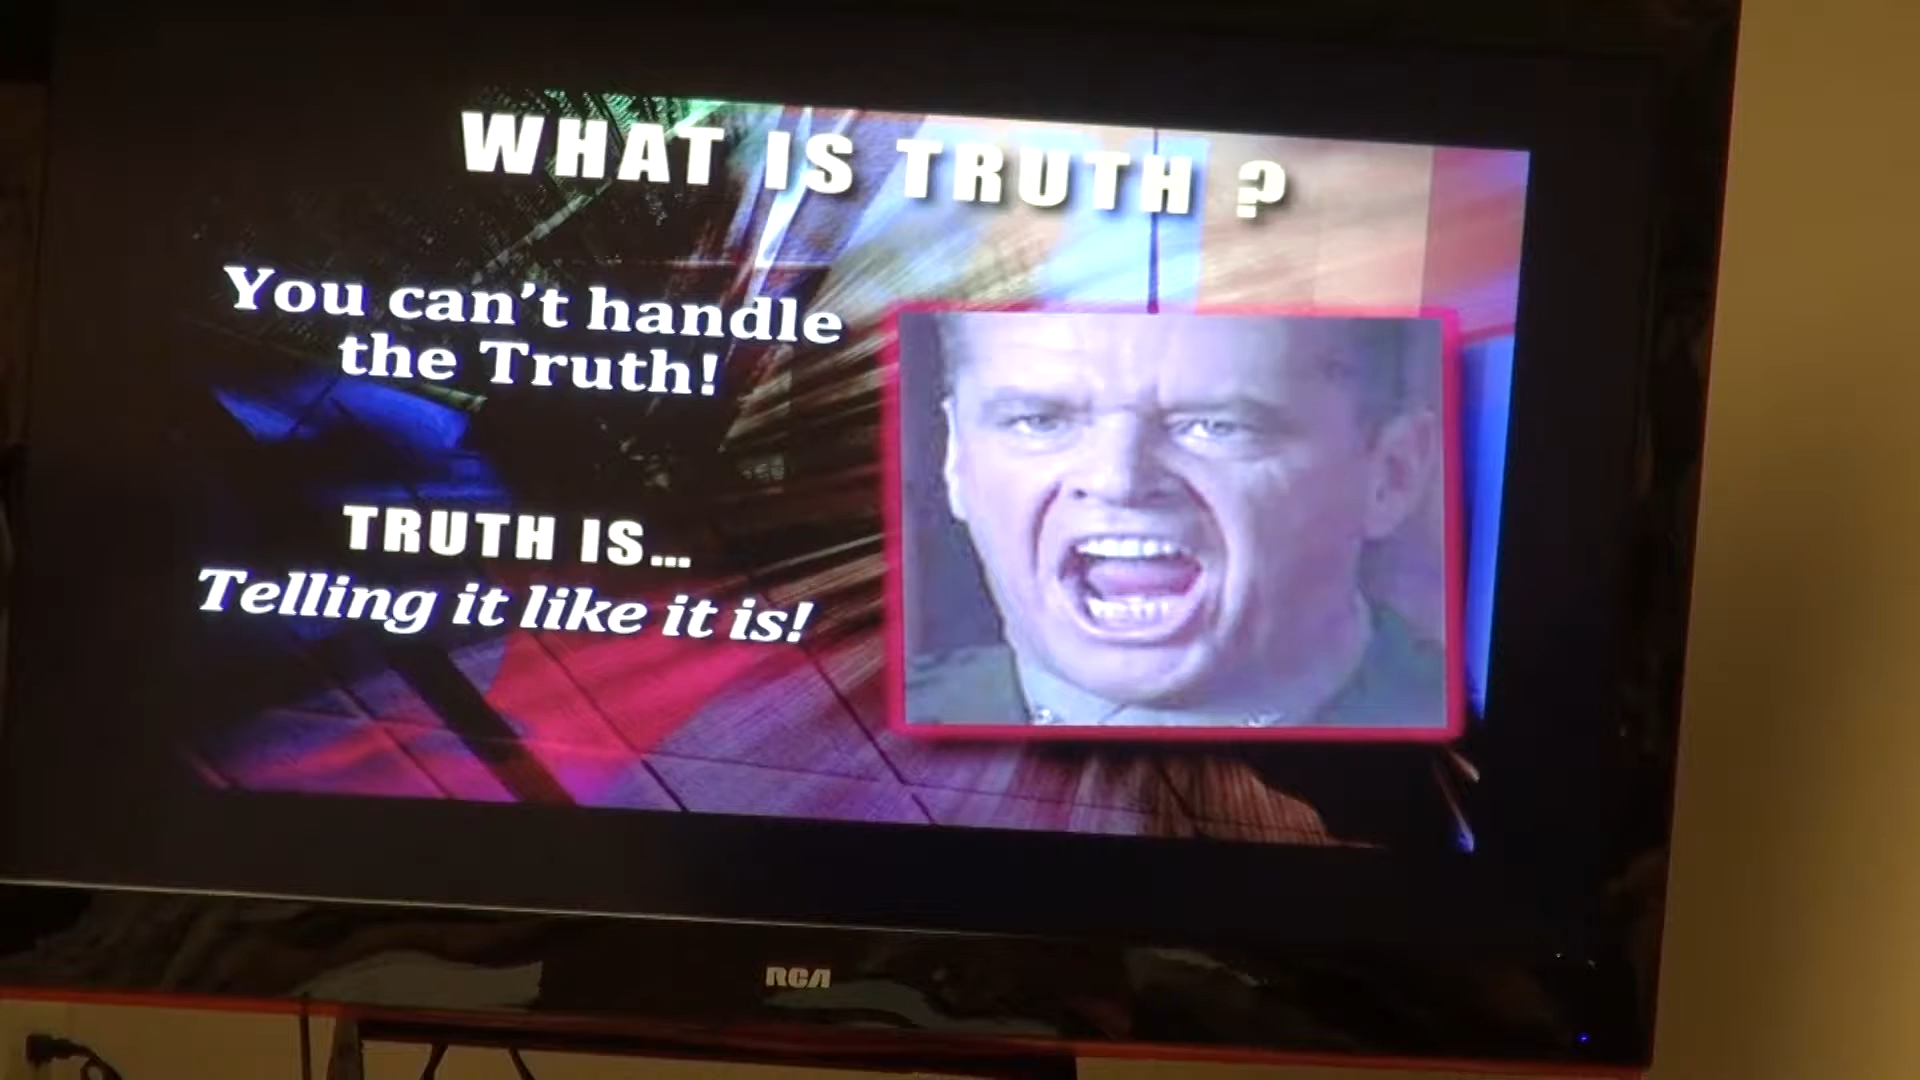 WHAT IS TRUTH ?
You can't handle
the Truth!
TRUTH IS...
Telling it like it is!
RCA